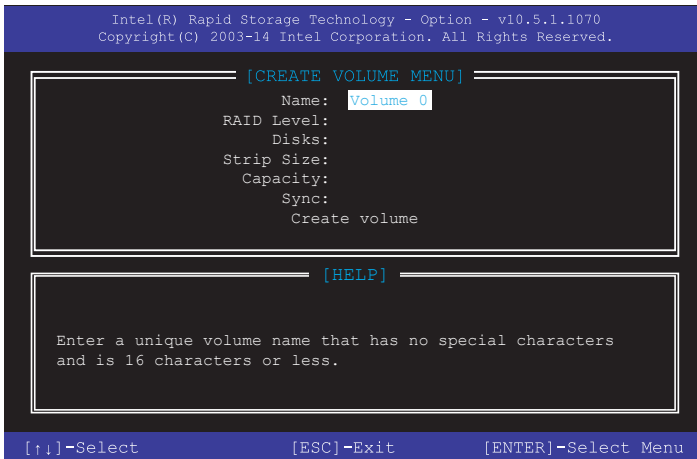 Intel(R) Rapid Storage Technology - Option - v10.5.1.1070
Copyright(C) 2003-14 Intel Corporation. All Rights Reserved.
[CREATE VOLUME MENU]
Name: Volume 0
RAID Level:
Disks:
Strip Size:
Capacity:
Sync:
Create volume
[HELP]
Enter a unique volume name that has no special characters
and is 16 characters or less.
[↑↓]-Select [ESC]-Exit [ENTER]-Select Menu